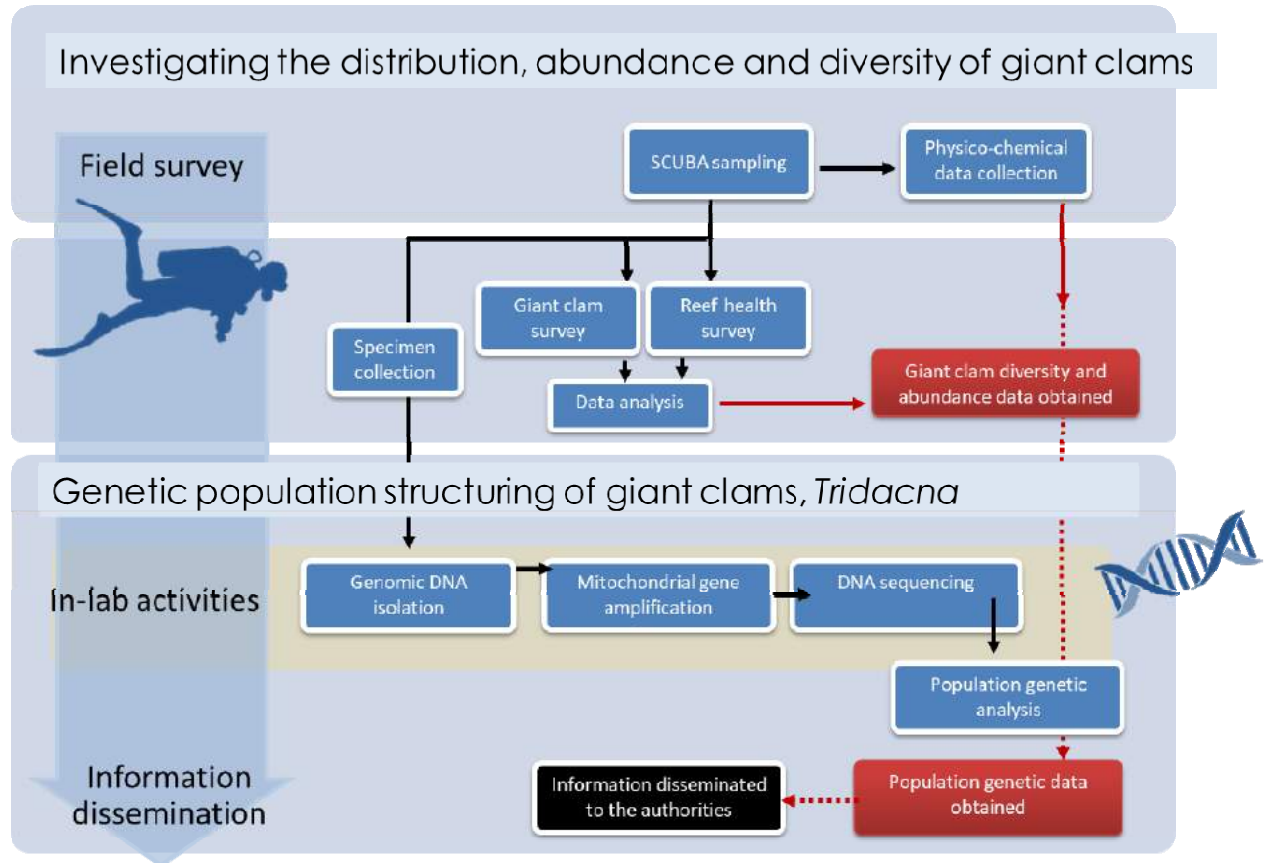 Investigating the distribution, abundance and diversity of giant clams
Field survey
SCUBA sampling
Physico-chemical
data collection
Giant clam
survey
Reef health
survey
Specimen
collection
Data analysis
Giant clam diversity and
abundance data obtained
Genetic population structuring of giant clams, Tridacna
In-lab activities
Genomic DNA
isolation
Mitochondrial gene
amplification
DNA sequencing
Population genetic
analysis
Information
dissemination
Information disseminated
to the authorities
Population genetic data
obtained